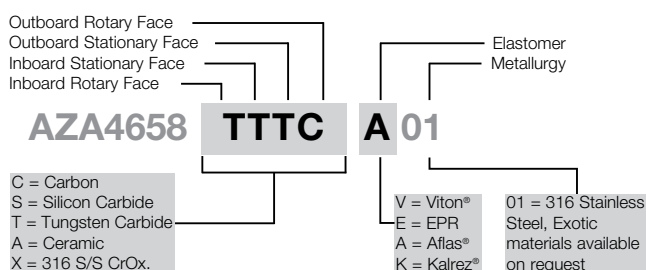 Outboard Rotary Face
Outboard Stationary Face
Inboard Stationary Face
Inboard Rotary Face
Elastomer
Metallurgy
AZA4658 TTTC A 01
C = Carbon
S = Silicon Carbide
T = Tungsten Carbide
A = Ceramic
X = 316 S/S CrOx.
V = Viton®
E = EPR
A = Aflas®
K = Kalrez®
01 = 316 Stainless
Steel, Exotic
materials available
on request